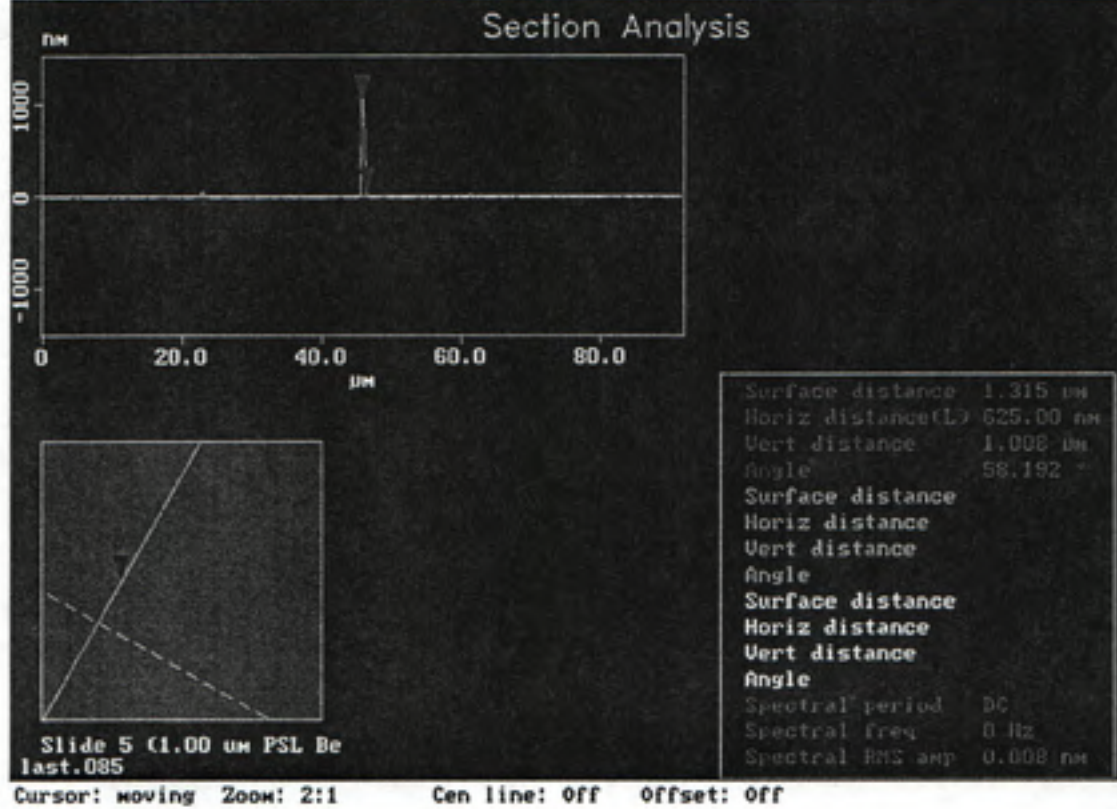 Section Analysis
nM
1000
0
-1000
0 20.0 40.0 60.0 80.0
µM
Surface distance 1.315 µM
Horiz distance(L) 625.00 nM
Vert distance 1.008 µM
Angle 58.192 °
Surface distance
Horiz distance
Vert distance
Angle
Surface distance
Horiz distance
Vert distance
Angle
Spectral period DC
Spectral freq 0 Hz
Spectral RMS amp 0.008 nM
Slide 5 (1.00 uM PSL Be
last.085
Cursor: moving Zoom: 2:1 Cen line: Off Offset: Off